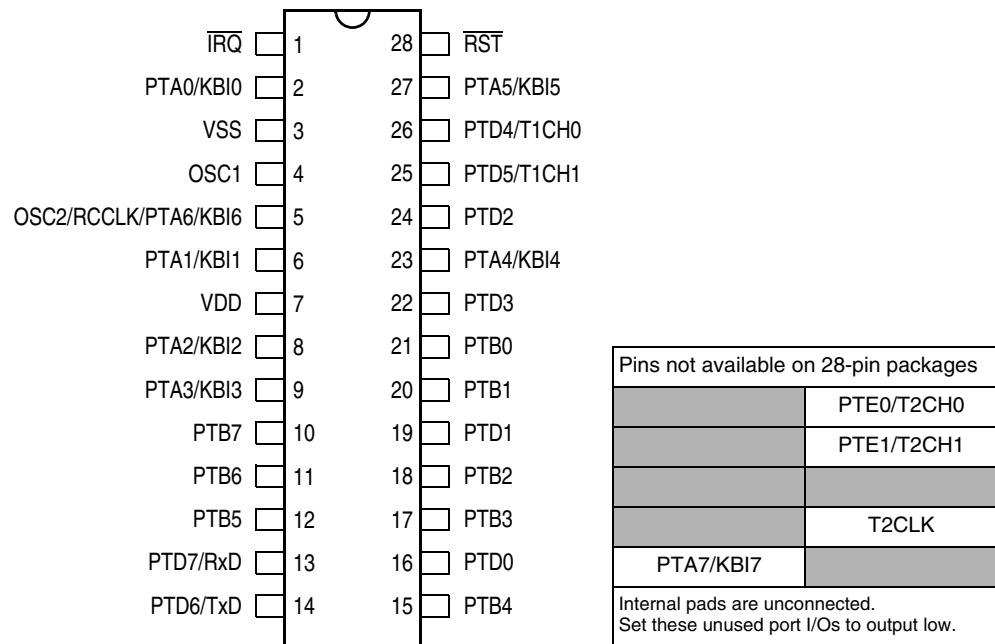 IRQ 1 28 RST
PTA0/KBI0 2 27 PTA5/KBI5
VSS 3 26 PTD4/T1CH0
OSC1 4 25 PTD5/T1CH1
OSC2/RCCLK/PTA6/KBI6 5 24 PTD2
PTA1/KBI1 6 23 PTA4/KBI4
VDD 7 22 PTD3
PTA2/KBI2 8 21 PTB0
PTA3/KBI3 9 20 PTB1
PTB7 10 19 PTD1
PTB6 11 18 PTB2
PTB5 12 17 PTB3
PTD7/RxD 13 16 PTD0
PTD6/TxD 14 15 PTB4
Pins not available on 28-pin packages
PTE0/T2CH0
PTE1/T2CH1
T2CLK
PTA7/KBI7
Internal pads are unconnected.
Set these unused port I/Os to output low.